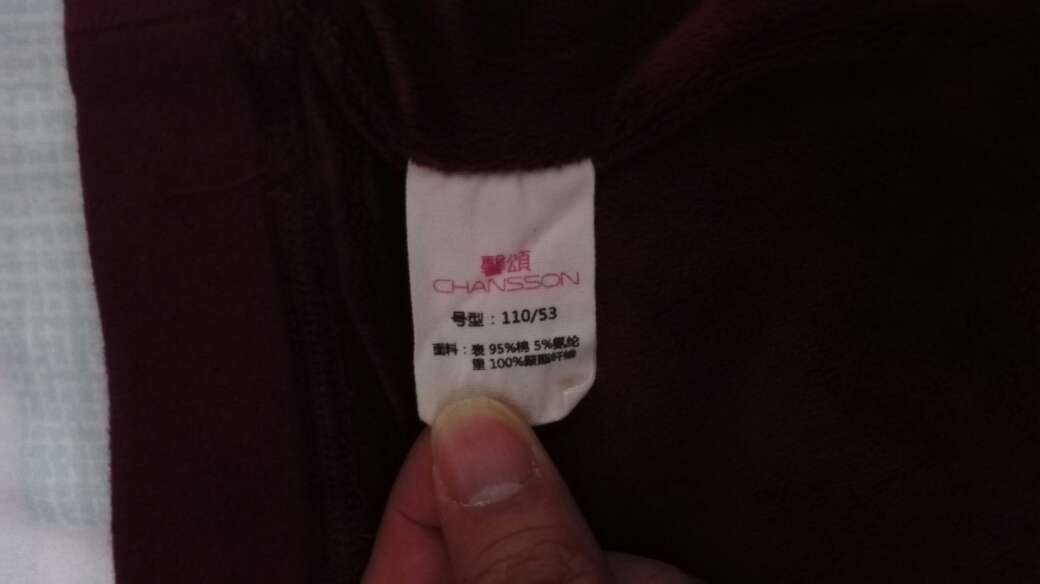 馨頌
CHANSSON
号型：110/53
面料：表 95%棉 5%氨纶
里 100%聚酯纤维